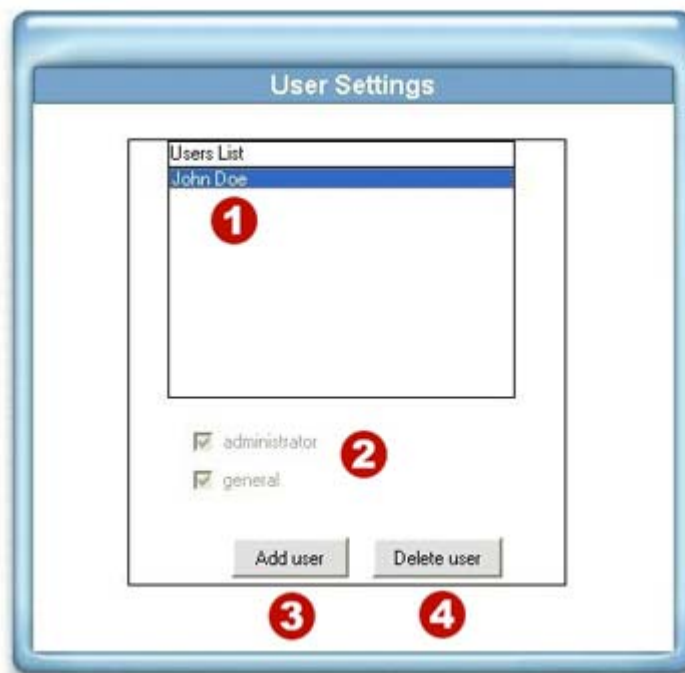 User Settings
Users List
John Doe
1
administrator
2
general
Add user
Delete user
3
4